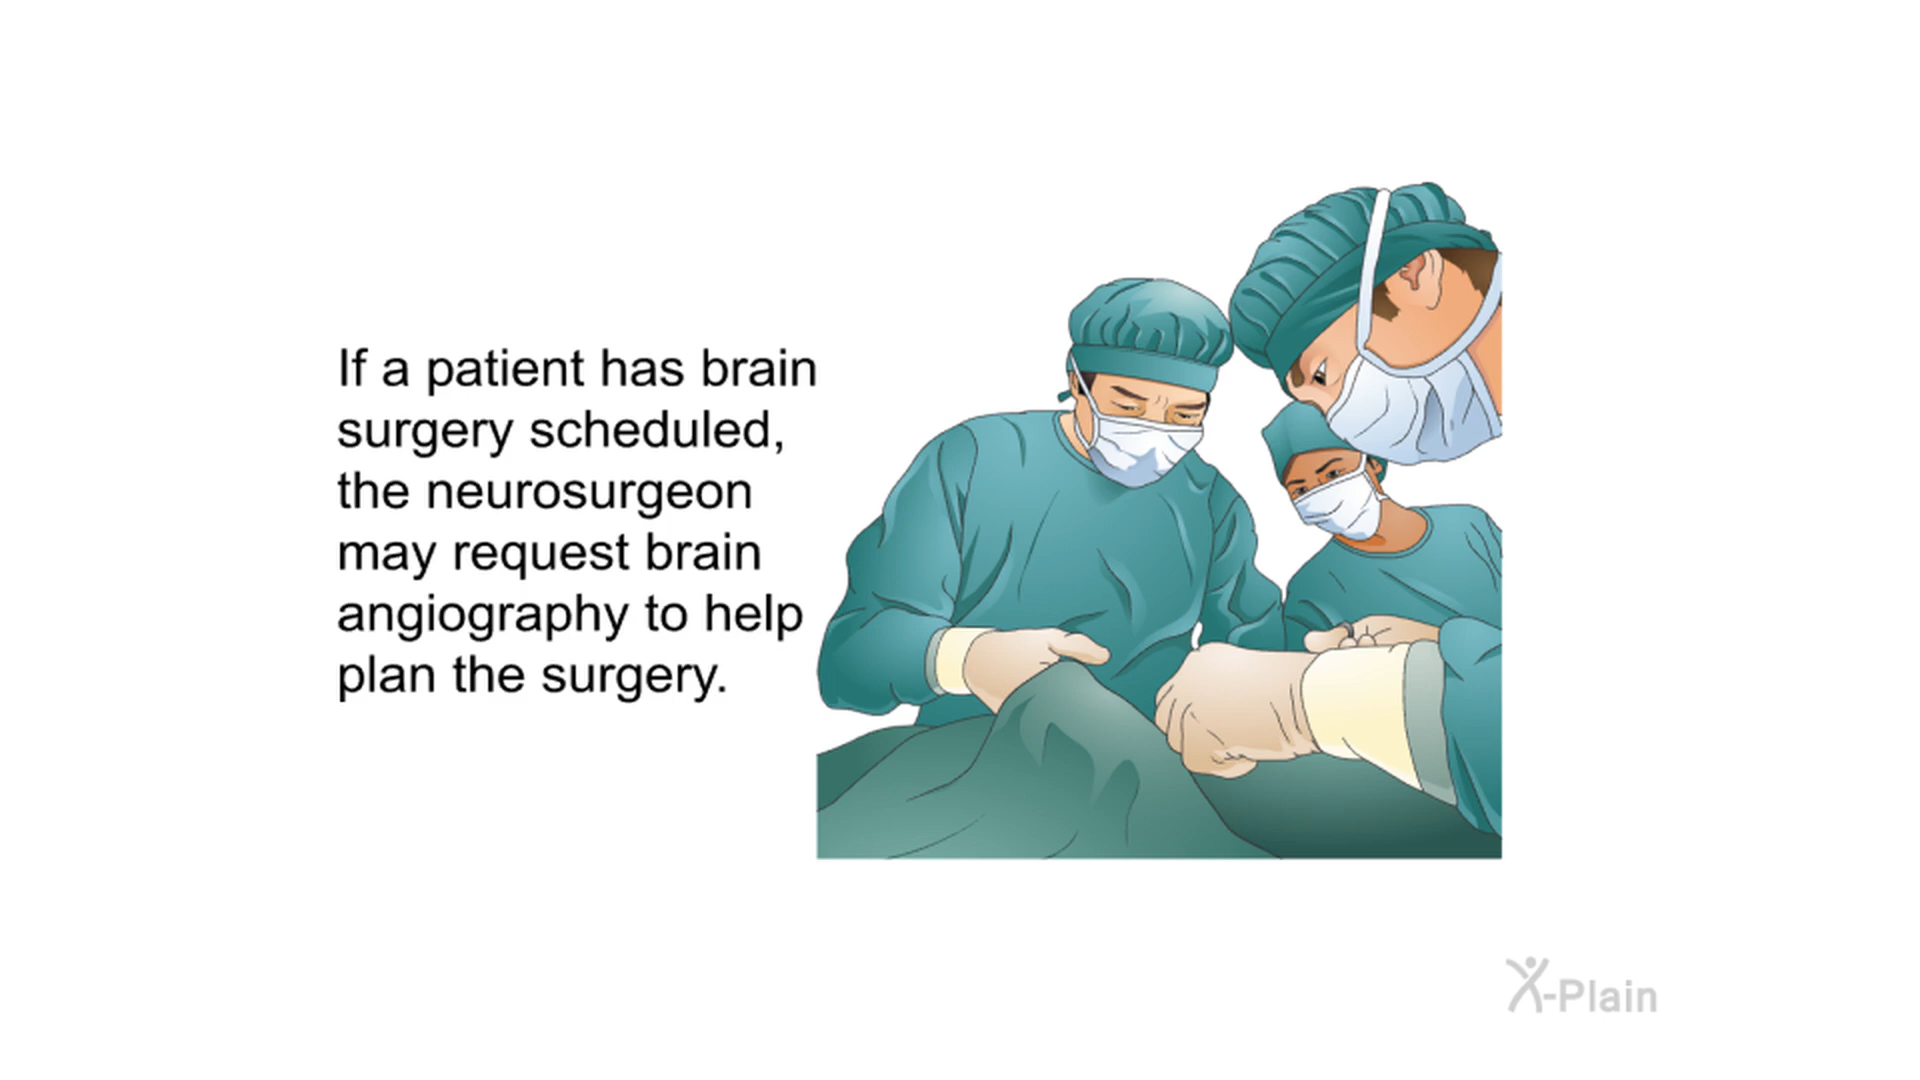 If a patient has brain
surgery scheduled,
the neurosurgeon
may request brain
angiography to help
plan the surgery.
X-Plain